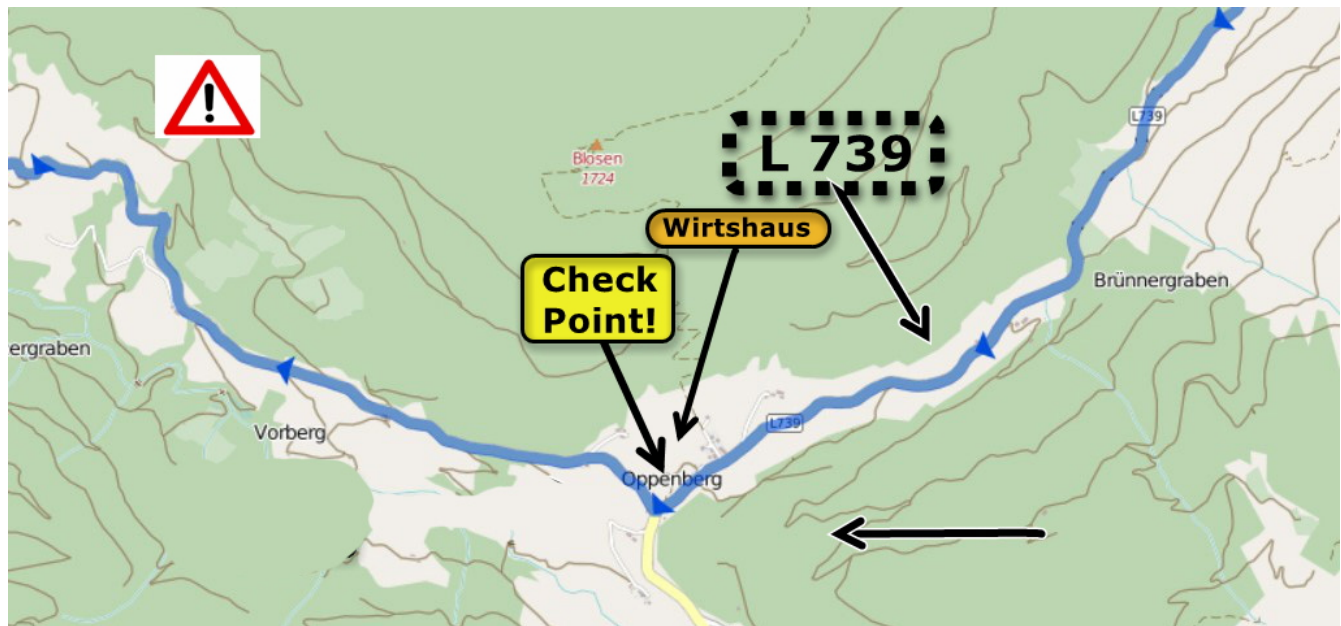 L739
L 739
Blosen
1724
Wirtshaus
Check
Point!
Brünnergraben
ergraben
L739
Vorberg
Oppenberg